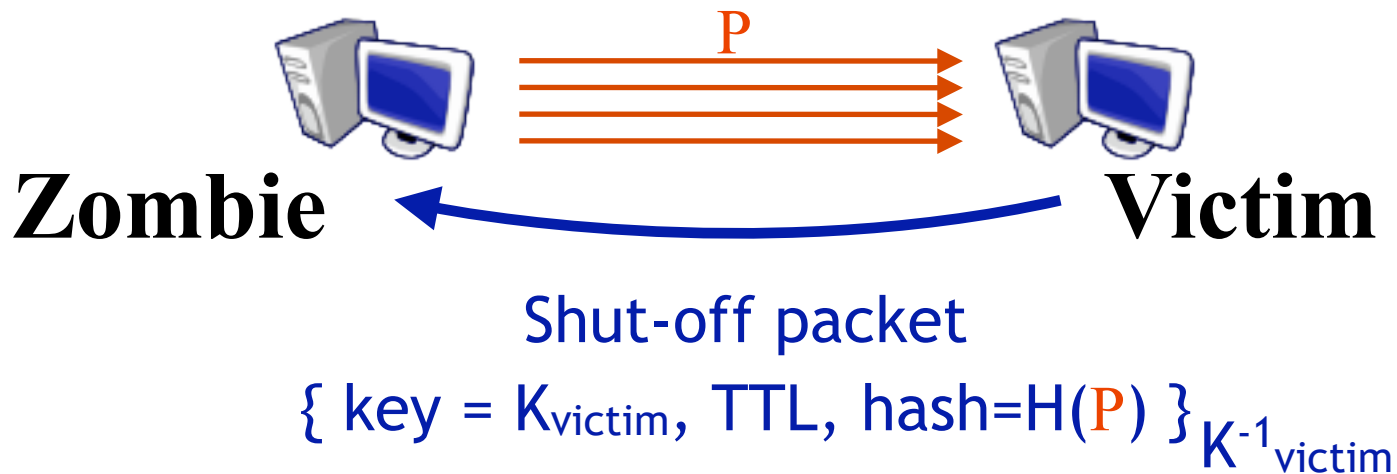 P
Zombie
Victim
Shut-off packet
{ key = Kvictim, TTL, hash=H(P) }K-1victim